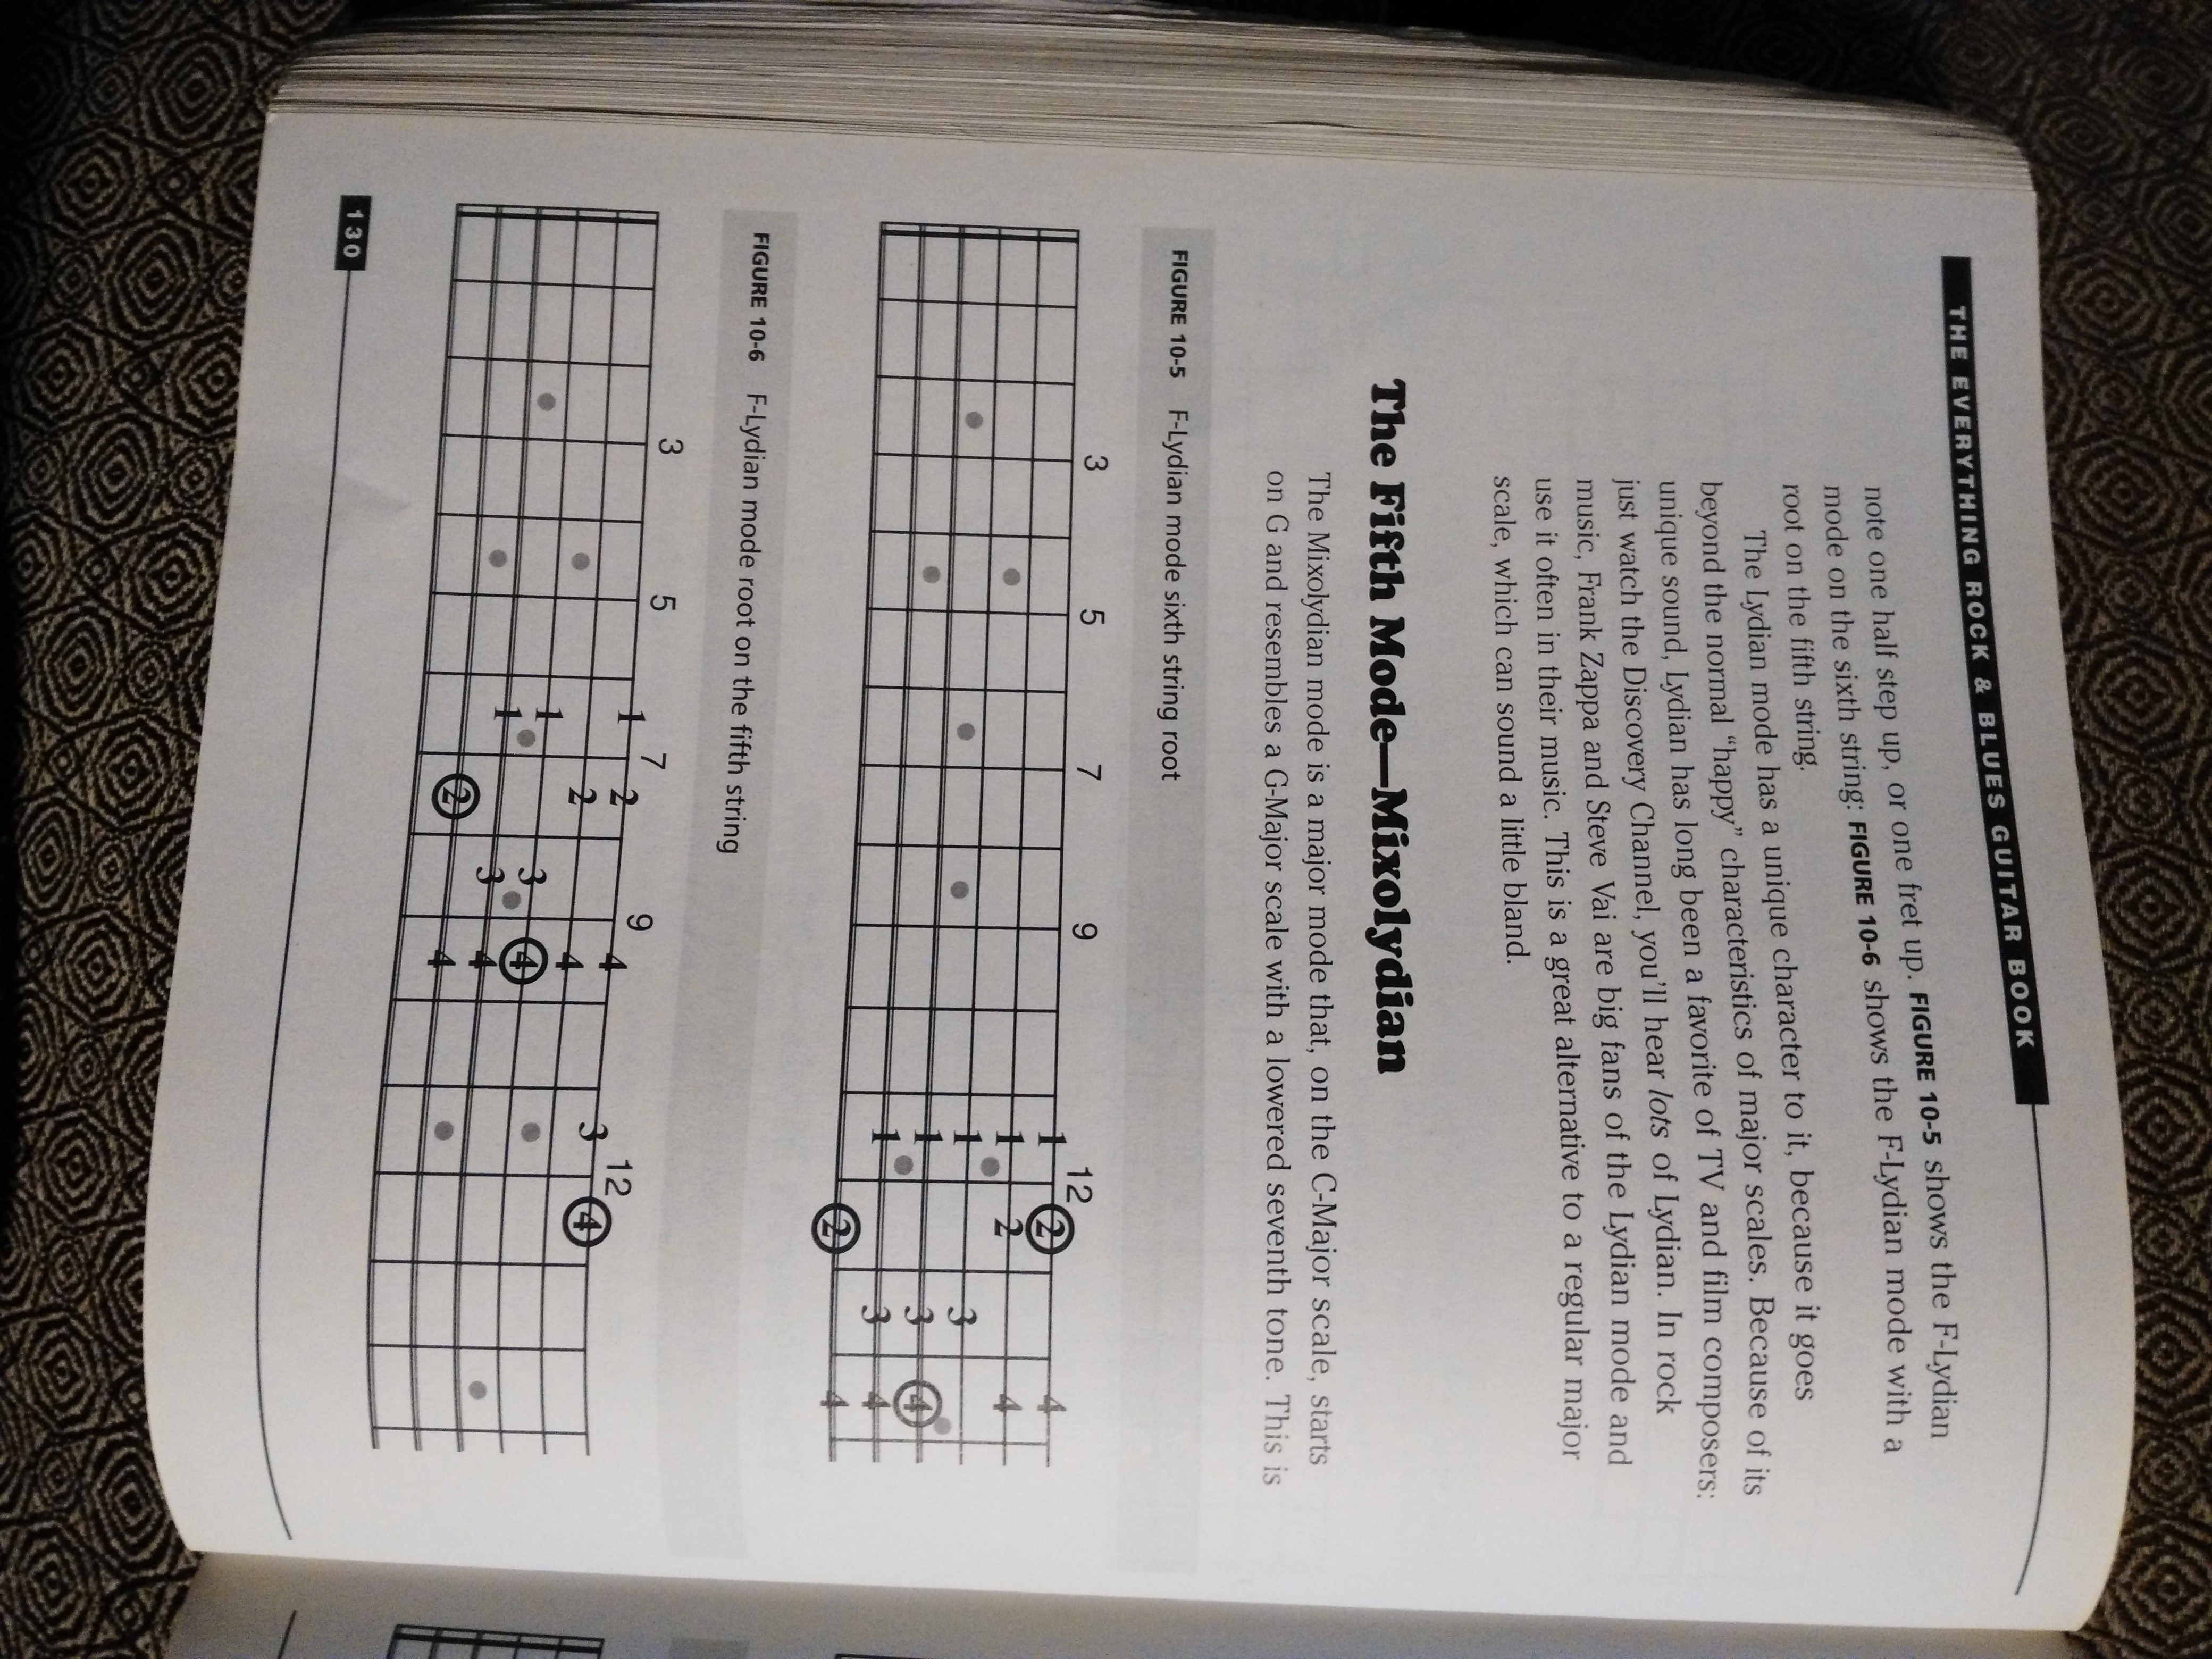 THE EVERYTHING ROCK & BLUES GUITAR BOOK
note one half step up, or one fret up. FIGURE 10-5 shows the F-Lydian
mode on the sixth string: FIGURE 10-6 shows the F-Lydian mode with a
root on the fifth string.
The Lydian mode has a unique character to it, because it goes
beyond the normal “happy” characteristics of major scales. Because of its
unique sound, Lydian has long been a favorite of TV and film composers:
just watch the Discovery Channel, you’ll hear lots of Lydian. In rock
music, Frank Zappa and Steve Vai are big fans of the Lydian mode and
use it often in their music. This is a great alternative to a regular major
scale, which can sound a little bland.
The Fifth Mode—Mixolydian
The Mixolydian mode is a major mode that, on the C-Major scale, starts
on G and resembles a G-Major scale with a lowered seventh tone. This is
FIGURE 10-5 F-Lydian mode sixth string root
3 5 7 9 12
1 2 4
1 2 4
1 3
1 3 4
1 3 4
2 4
FIGURE 10-6 F-Lydian mode root on the fifth string
3 5 7 9 12
1 2 4 3 4
2 4
1 3 4
1 3 4
2 4
130